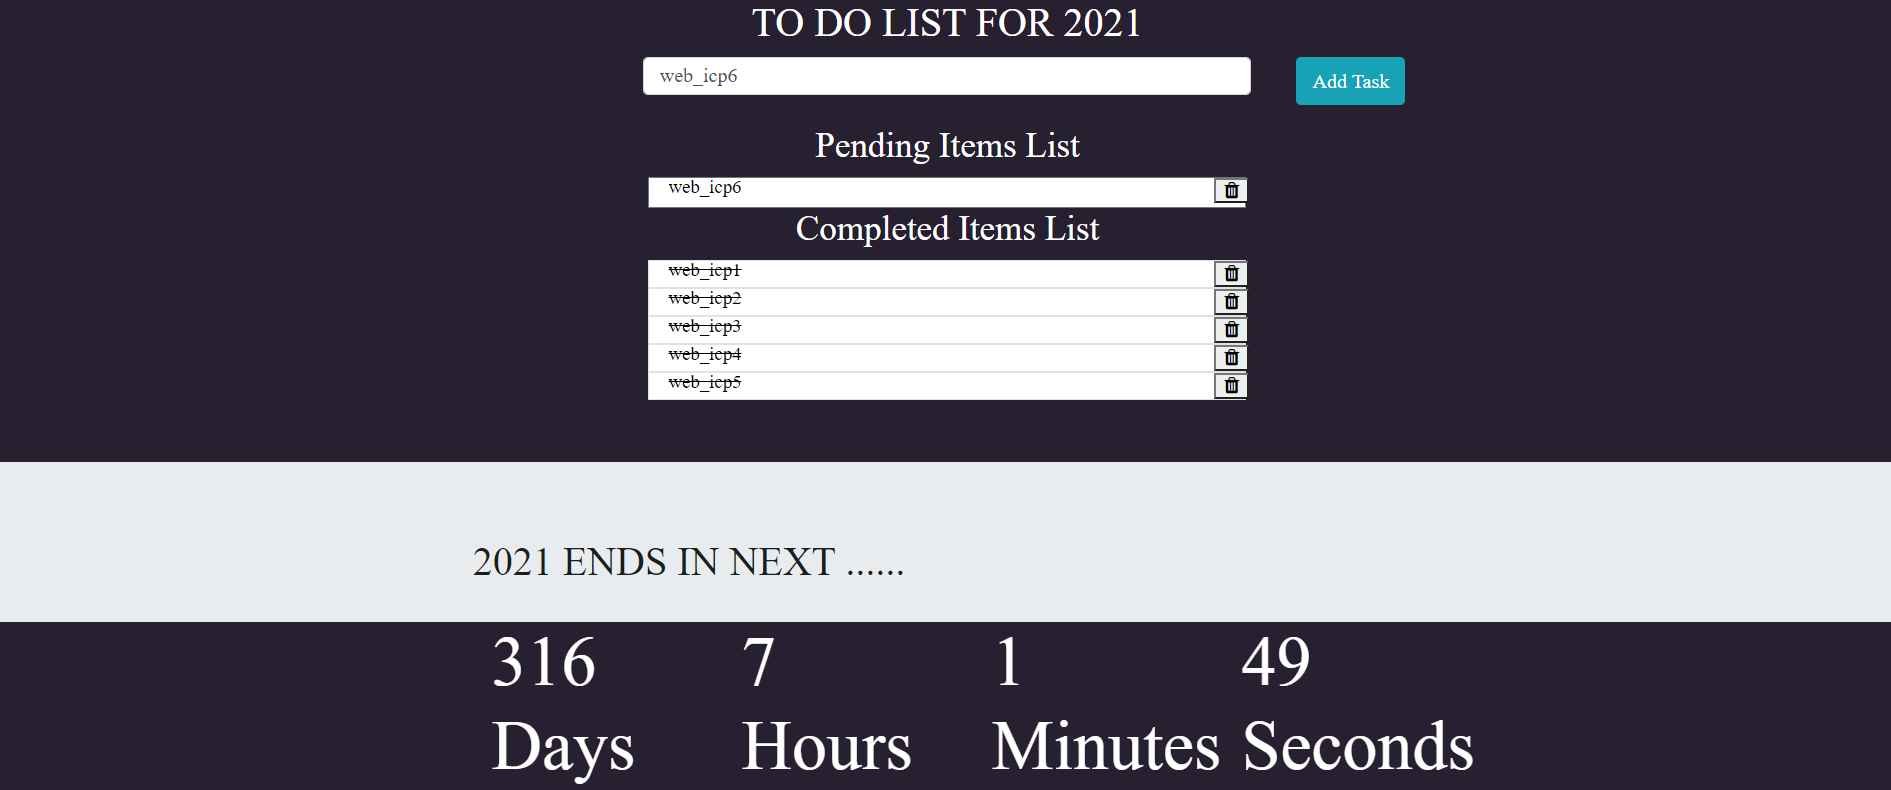 TO DO LIST FOR 2021
web_icp6
Add Task
Pending Items List
web_icp6
Completed Items List
web_icp1
web_icp2
web_icp3
web_icp4
web_icp5
2021 ENDS IN NEXT ......
316 7 1 49
Days Hours Minutes Seconds